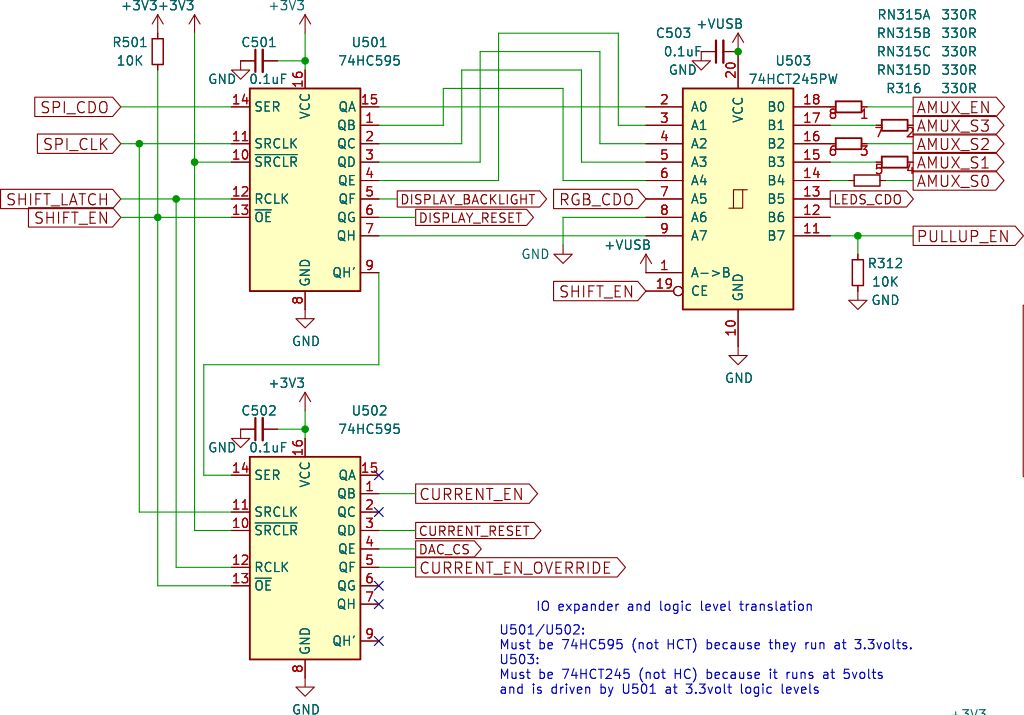 +3V3+3V3
+3V3
R501
10K
C501
0.1uF
GND
U501
74HC595
SPI_CDO
SPI_CLK
SHIFT_LATCH
SHIFT_EN
14 SER
11 SRCLK
10 SRCLR
12 RCLK
13 OE
16
VCC
GND
8
GND
QA 15
QB 1
QC 2
QD 3
QE 4
QF 5
QG 6
QH 7
QH' 9
DISPLAY_BACKLIGHT
DISPLAY_RESET
RGB_CDO
GND
+VUSB
SHIFT_EN
+VUSB
C503
0.1uF
GND
U503
74HCT245PW
20
VCC
2 A0
3 A1
4 A2
5 A3
6 A4
7 A5
8 A6
9 A7
1 A->B
19 CE
GND
10
GND
B0 18
B1 17
B2 16
B3 15
B4 14
B5 13
B6 12
B7 11
RN315A 330R
RN315B 330R
RN315C 330R
RN315D 330R
R316 330R
8 1
7 2
6 3
5 4
AMUX_EN
AMUX_S3
AMUX_S2
AMUX_S1
AMUX_S0
LEDS_CDO
PULLUP_EN
R312
10K
GND
+3V3
C502
0.1uF
GND
U502
74HC595
16
VCC
14 SER
11 SRCLK
10 SRCLR
12 RCLK
13 OE
GND
8
GND
QA 15
QB 1
QC 2
QD 3
QE 4
QF 5
QG 6
QH 7
QH' 9
CURRENT_EN
CURRENT_RESET
DAC_CS
CURRENT_EN_OVERRIDE
IO expander and logic level translation
U501/U502:
Must be 74HC595 (not HCT) because they run at 3.3volts.
U503:
Must be 74HCT245 (not HC) because it runs at 5volts
and is driven by U501 at 3.3volt logic levels
+3V3